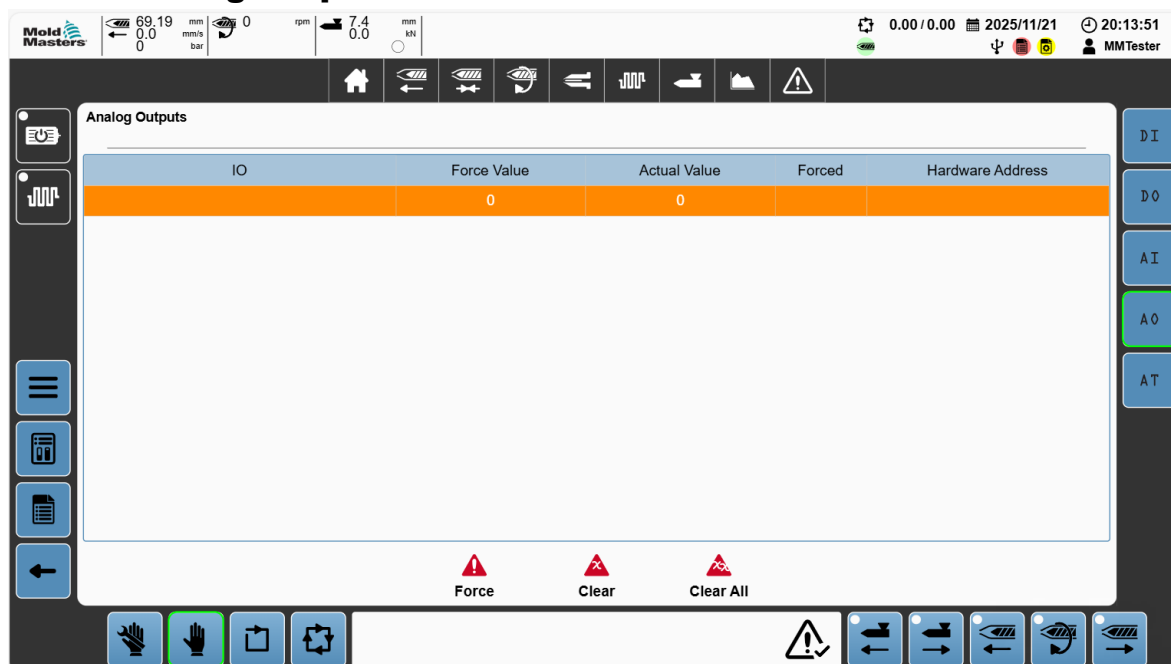 Mold
Masters
69.19 mm
0.0 mm/s
0 bar
0 rpm
7.4 mm
0.0 kN
0.00 / 0.00
2025/11/21
20:13:51
MMTester
Analog Outputs
IO Force Value Actual Value Forced Hardware Address
0 0
DI
DO
AI
AO
AT
Force Clear Clear All